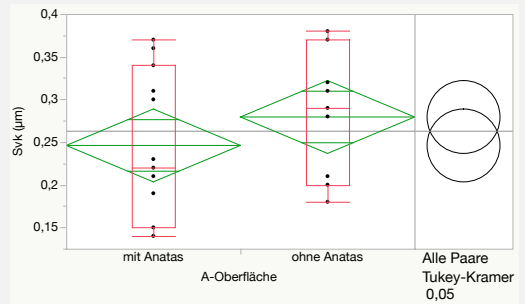 0,4
0,35
0,3
0,25
0,2
0,15
Svk (µm)
mit Anatas
ohne Anatas
A-Oberfläche
Alle Paare
Tukey-Kramer
0,05